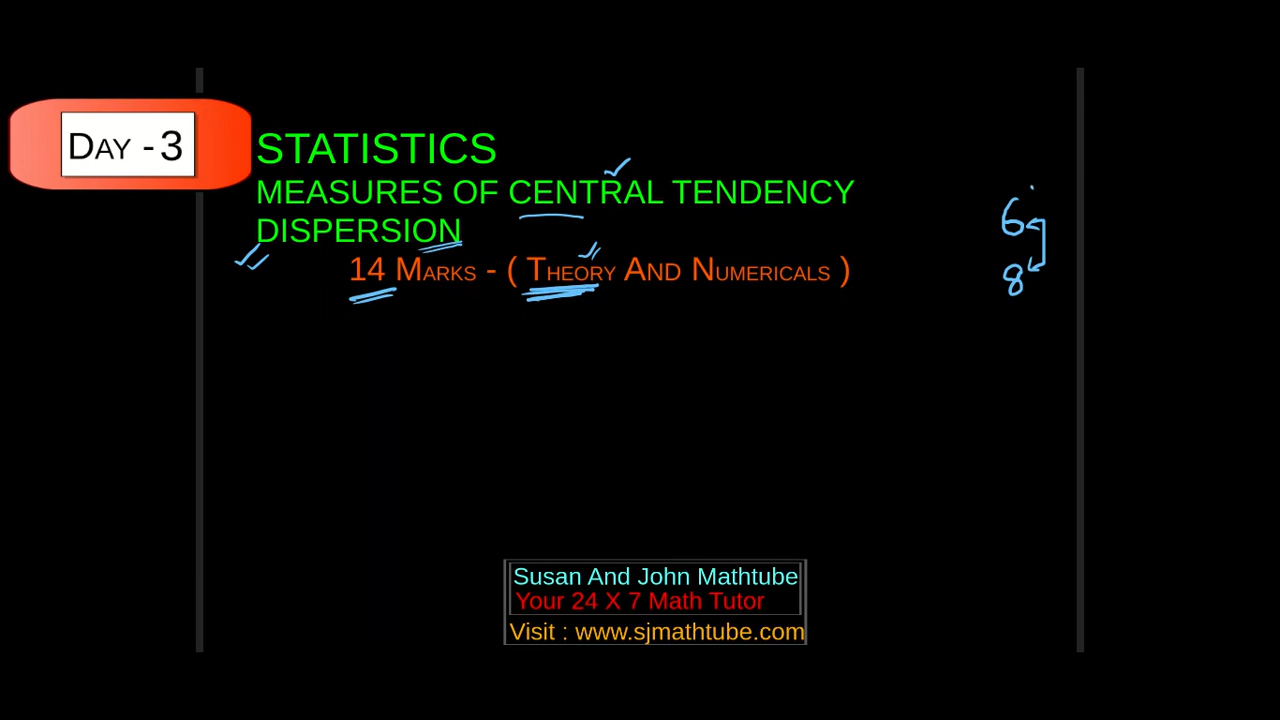 DAY - 3
STATISTICS
MEASURES OF CENTRAL TENDENCY
DISPERSION
14 MARKS - ( THEORY AND NUMERICALS )
6
8
Susan And John Mathtube
Your 24 X 7 Math Tutor
Visit : www.sjmathtube.com